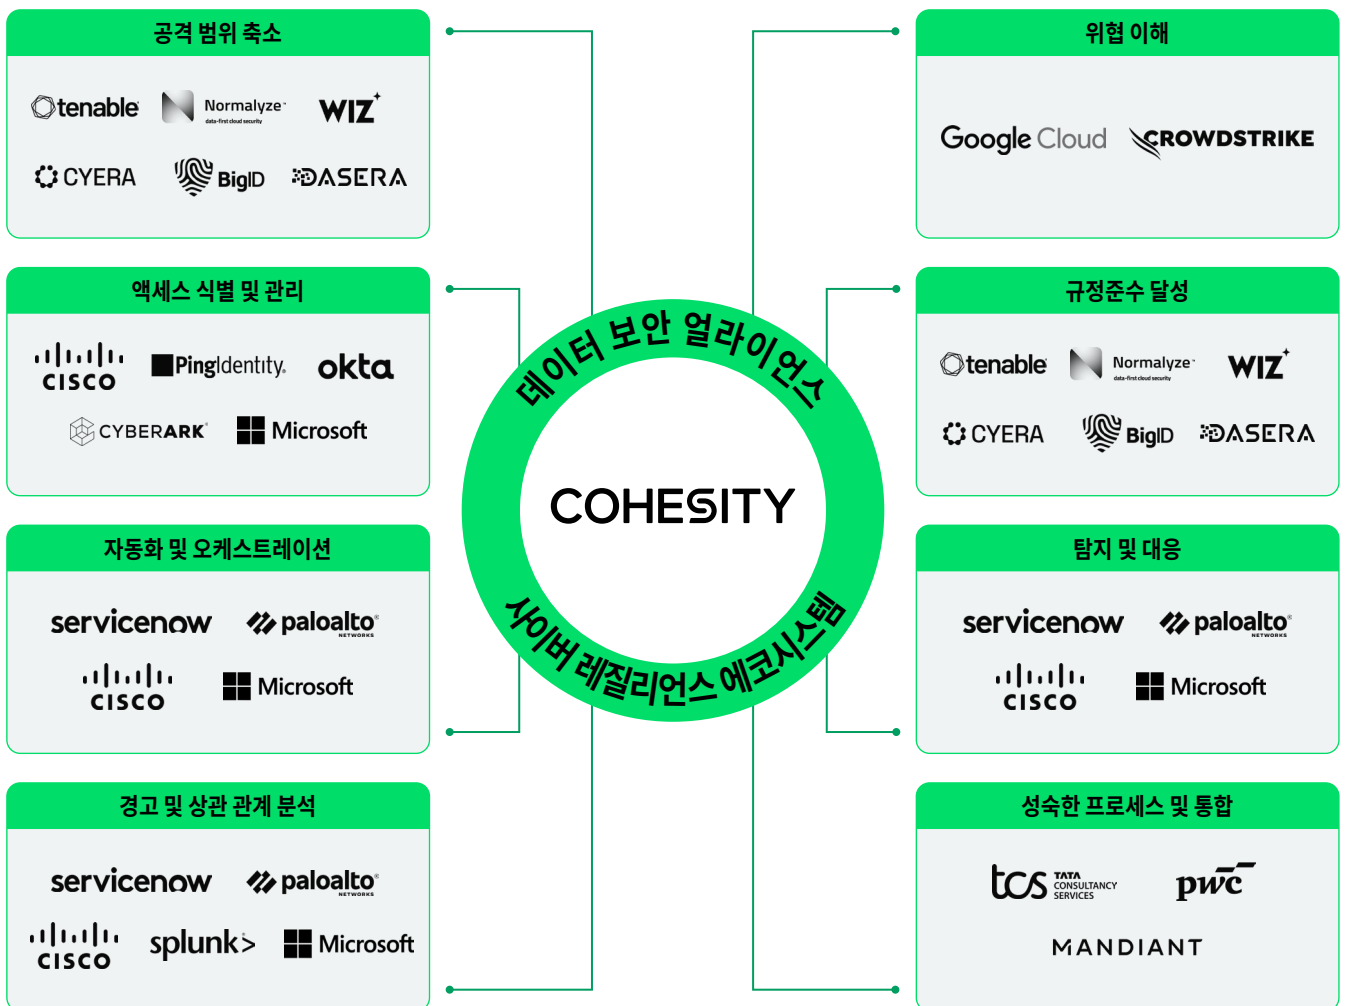 공격 범위 축소
tenable
Normalyze™
data-first cloud security
WIZ
CYERA
BigID
DASERA
액세스 식별 및 관리
CISCO
PingIdentity®
okta
CYBERARK®
Microsoft
자동화 및 오케스트레이션
servicenow
paloalto®
NETWORKS
CISCO
Microsoft
경고 및 상관 관계 분석
servicenow
paloalto®
NETWORKS
CISCO
splunk>
Microsoft
데이터 보안 얼라이언스
COHESITY
사이버 레질리언스 에코시스템
위협 이해
Google Cloud
CROWDSTRIKE
규정준수 달성
tenable
Normalyze™
data-first cloud security
WIZ
CYERA
BigID
DASERA
탐지 및 대응
servicenow
paloalto®
NETWORKS
CISCO
Microsoft
성숙한 프로세스 및 통합
tcs
TATA
CONSULTANCY
SERVICES
pwc
MANDIANT